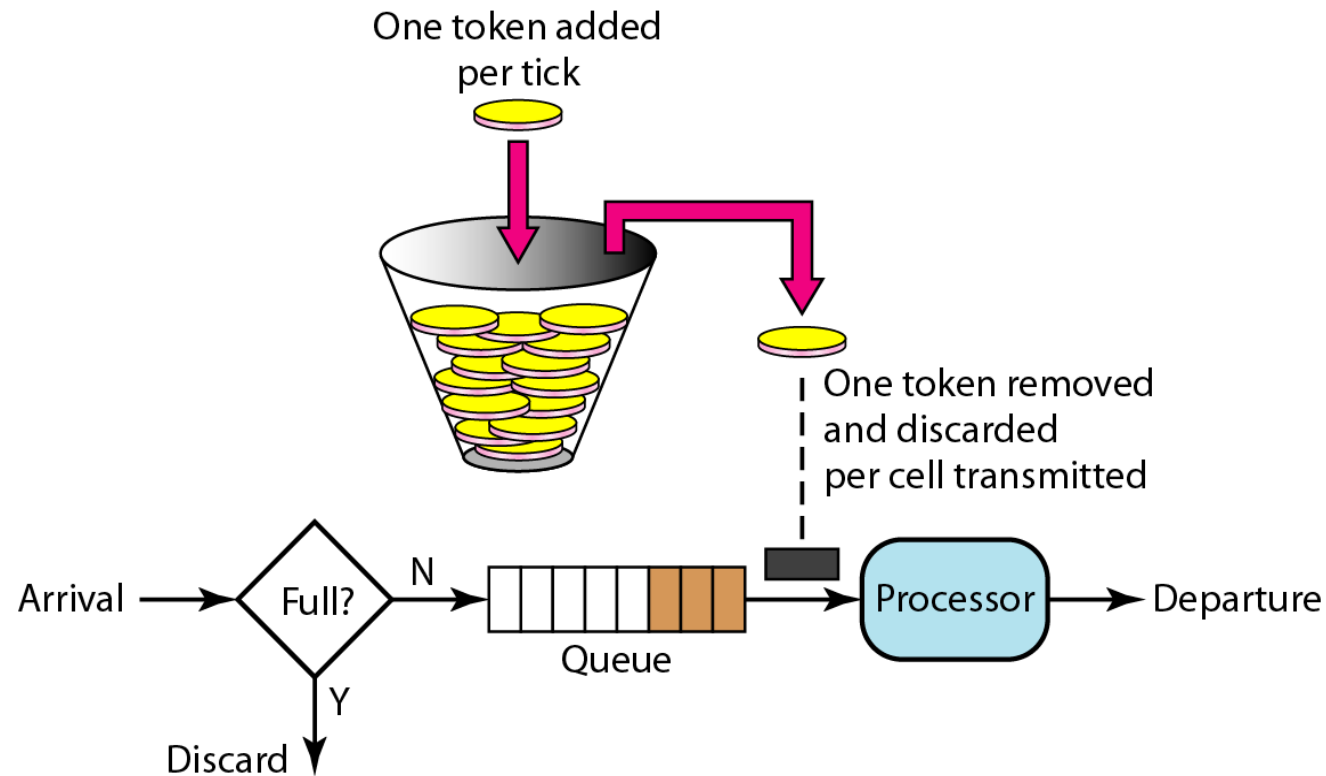 One token added
per tick
One token removed
and discarded
per cell transmitted
Arrival
Full?
N
Queue
Processor
Departure
Y
Discard